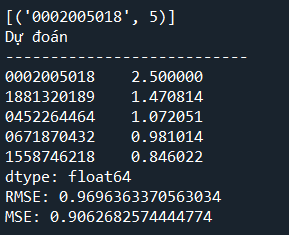 [('0002005018', 5)]
Dự đoán
---------------------------
0002005018    2.500000
1881320189    1.470814
0452264464    1.072051
0671870432    0.981014
1558746218    0.846022
dtype: float64
RMSE: 0.9696363370563034
MSE: 0.9062682574444774